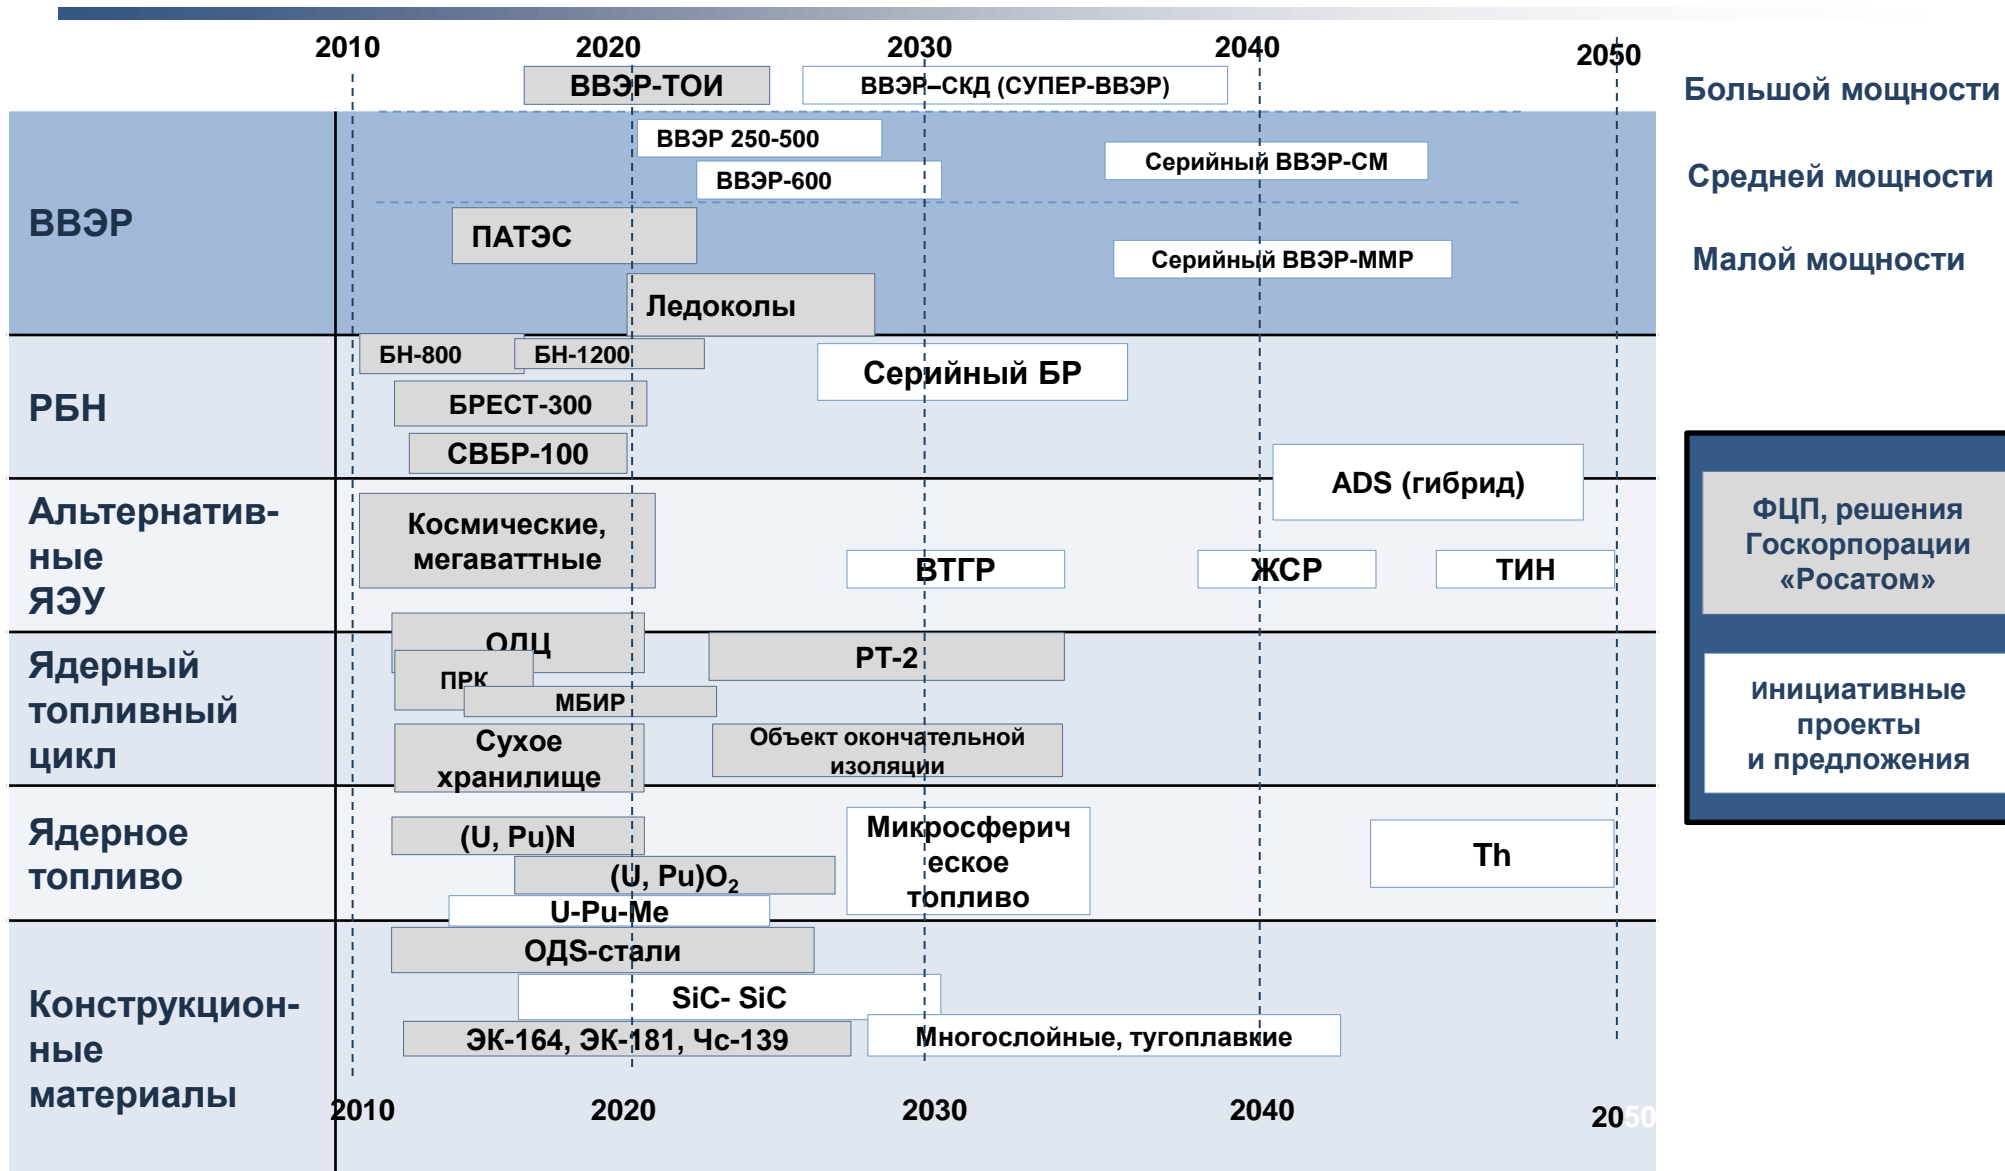 2010 2020 2030 2040 2050
ВВЭР-ТОИ ВВЭР–СКД (СУПЕР-ВВЭР)
Большой мощности
ВВЭР
ВВЭР 250-500
ВВЭР-600
Серийный ВВЭР-СМ
Средней мощности
ПАТЭС
Серийный ВВЭР-ММР
Малой мощности
Ледоколы
РБН
БН-800 БН-1200
Серийный БР
БРЕСТ-300
СВБР-100
Альтернатив-
ные
ЯЭУ
ADS (гибрид)
Космические,
мегаваттные
ВТГР ЖСР ТИН
Ядерный
топливный
цикл
ОДЦ
ПРК
МБИР
РТ-2
Сухое
хранилище
Объект окончательной
изоляции
Ядерное
топливо
(U, Pu)N
(U, Pu)O₂
U-Pu-Me
Микросферич
еское
топливо
Th
Конструкцион-
ные
материалы
ОДS-стали
SiC- SiC
ЭК-164, ЭК-181, Чс-139
Многослойные, тугоплавкие
2010 2020 2030 2040 2050
ФЦП, решения
Госкорпорации
«Росатом»
Инициативные
проекты
и предложения